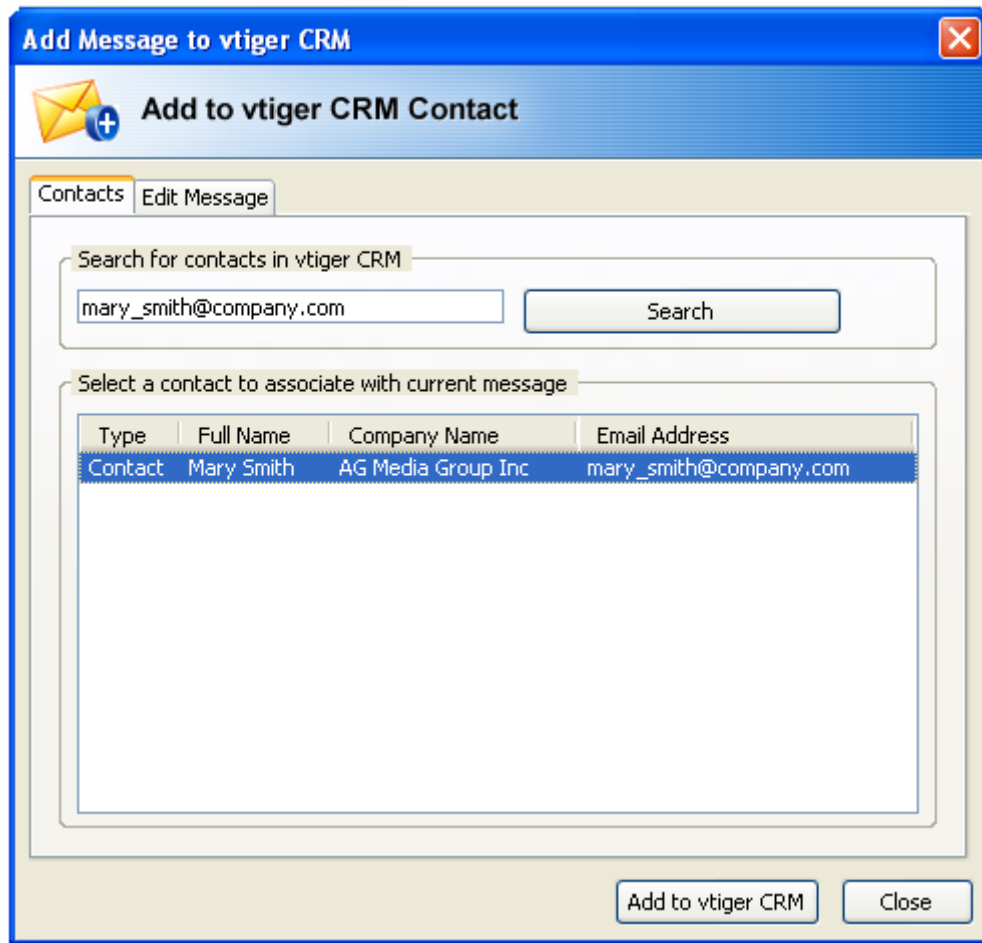 Add Message to vtiger CRM
Add to vtiger CRM Contact
Contacts Edit Message
Search for contacts in vtiger CRM
mary_smith@company.com Search
Select a contact to associate with current message
Type Full Name Company Name Email Address
Contact Mary Smith AG Media Group Inc mary_smith@company.com
Add to vtiger CRM Close